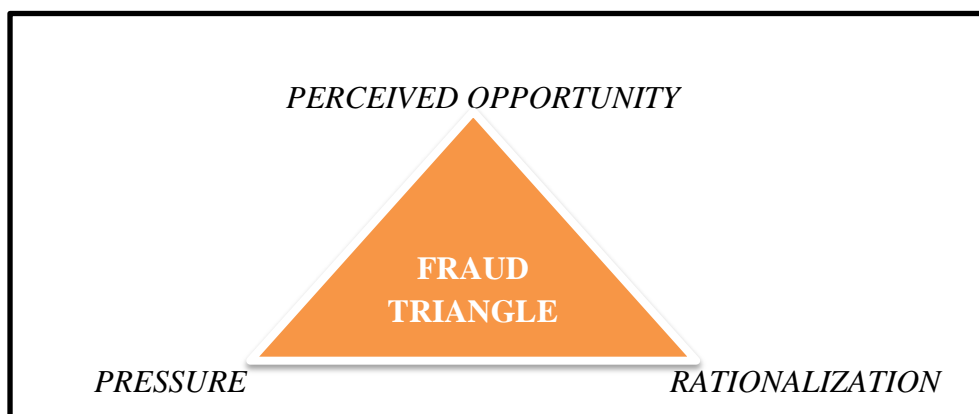 PERCEIVED OPPORTUNITY
FRAUD
TRIANGLE
PRESSURE
RATIONALIZATION